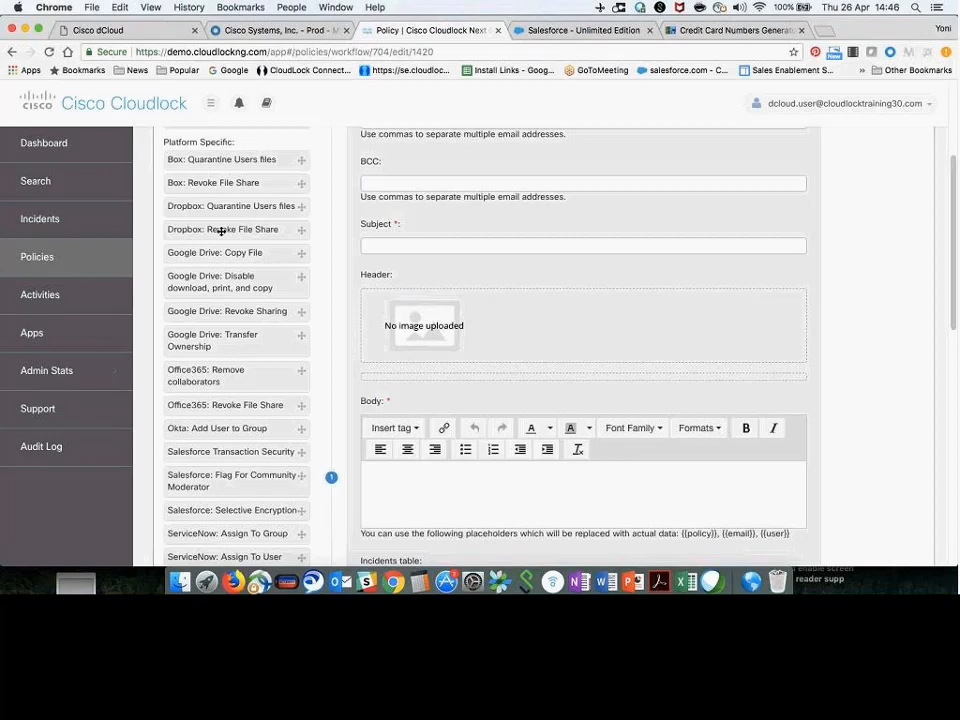 Chrome File Edit View History Bookmarks People Window Help 100% Thu 26 Apr 14:46
Cisco dCloud
Cisco Systems, Inc. - Prod - M
Policy | Cisco Cloudlock Next
Salesforce - Unlimited Edition
Credit Card Numbers Generato
Yoni
Secure https://demo.cloudlockng.com/app#/policies/workflow/704/edit/1420
New
Apps Bookmarks News Popular Google CloudLock Connect... https://se.cloudloc... Install Links - Goog... GoToMeeting salesforce.com - C... Sales Enablement S... » Other Bookmarks
cisco Cisco Cloudlock
dcloud.user@cloudlocktraining30.com
Dashboard
Search
Incidents
Policies
Activities
Apps
Admin Stats
Support
Audit Log
Platform Specific:
Box: Quarantine Users files
Box: Revoke File Share
Dropbox: Quarantine Users files
Dropbox: Revoke File Share
Google Drive: Copy File
Google Drive: Disable
download, print, and copy
Google Drive: Revoke Sharing
Google Drive: Transfer
Ownership
Office365: Remove
collaborators
Office365: Revoke File Share
Okta: Add User to Group
Salesforce Transaction Security
Salesforce: Flag For Community
Moderator
Salesforce: Selective Encryption
ServiceNow: Assign To Group
ServiceNow: Assign To User
1
Use commas to separate multiple email addresses.
BCC:
Use commas to separate multiple email addresses.
Subject *:
Header:
No image uploaded
Body: *
Insert tag A A Font Family Formats B I
You can use the following placeholders which will be replaced with actual data: {{policy}}, {{email}}, {{user}}
Incidents table:
enable screen
reader supp